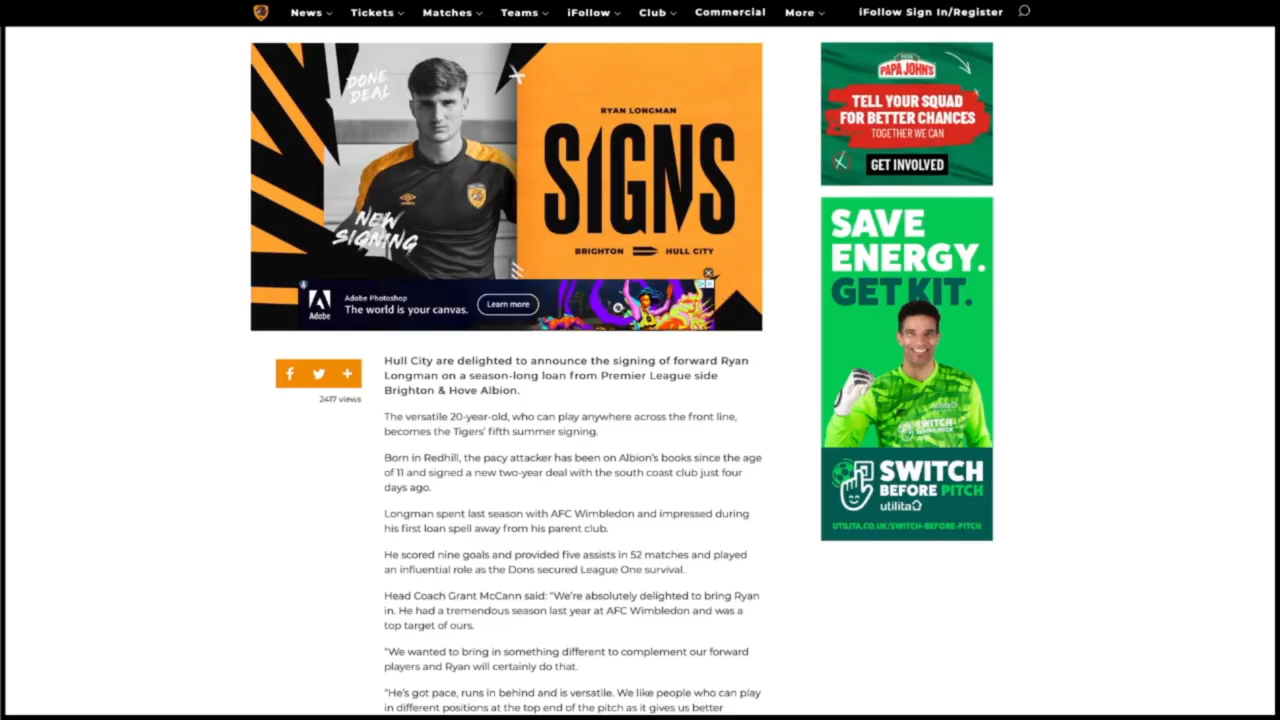 News Tickets Matches Teams iFollow Club Commercial More iFollow Sign In/Register
DONE
DEAL
NEW
SIGNING
RYAN LONGMAN
SIGNS
BRIGHTON HULL CITY
Adobe
Adobe Photoshop
The world is your canvas.
Learn more
2417 views
Hull City are delighted to announce the signing of forward Ryan
Longman on a season-long loan from Premier League side
Brighton & Hove Albion.
The versatile 20-year-old, who can play anywhere across the front line,
becomes the Tigers' fifth summer signing.
Born in Redhill, the pacy attacker has been on Albion's books since the age
of 11 and signed a new two-year deal with the south coast club just four
days ago.
Longman spent last season with AFC Wimbledon and impressed during
his first loan spell away from his parent club.
He scored nine goals and provided five assists in 52 matches and played
an influential role as the Dons secured League One survival.
Head Coach Grant McCann said: "We're absolutely delighted to bring Ryan
in. He had a tremendous season last year at AFC Wimbledon and was a
top target of ours.
"We wanted to bring in something different to complement our forward
players and Ryan will certainly do that.
"He's got pace, runs in behind and is versatile. We like people who can play
in different positions at the top end of the pitch as it gives us better
PAPA JOHN'S
TELL YOUR SQUAD
FOR BETTER CHANCES
TOGETHER WE CAN
GET INVOLVED
SAVE
ENERGY.
GET KIT.
utilita
SWITCH
SWITCH
BEFORE PITCH
utilita
UTILITA.CO.UK/SWITCH-BEFORE-PITCH